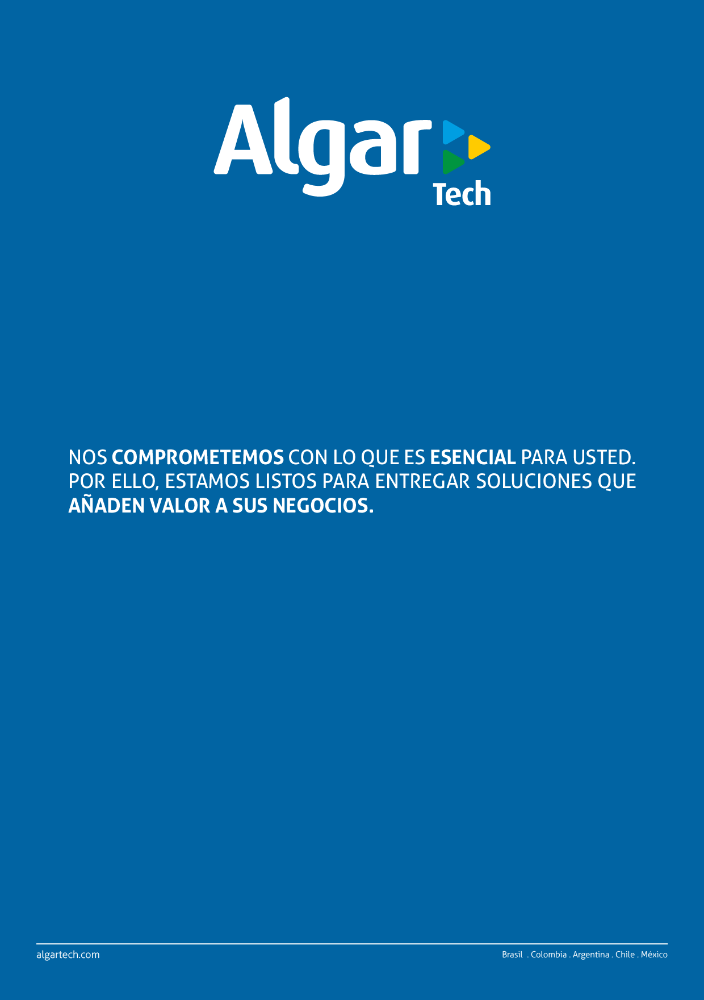 Algar
Tech
NOS COMPROMETEMOS CON LO QUE ES ESENCIAL PARA USTED.
POR ELLO, ESTAMOS LISTOS PARA ENTREGAR SOLUCIONES QUE
AÑADEN VALOR A SUS NEGOCIOS.
algartech.com
Brasil . Colombia . Argentina . Chile . México